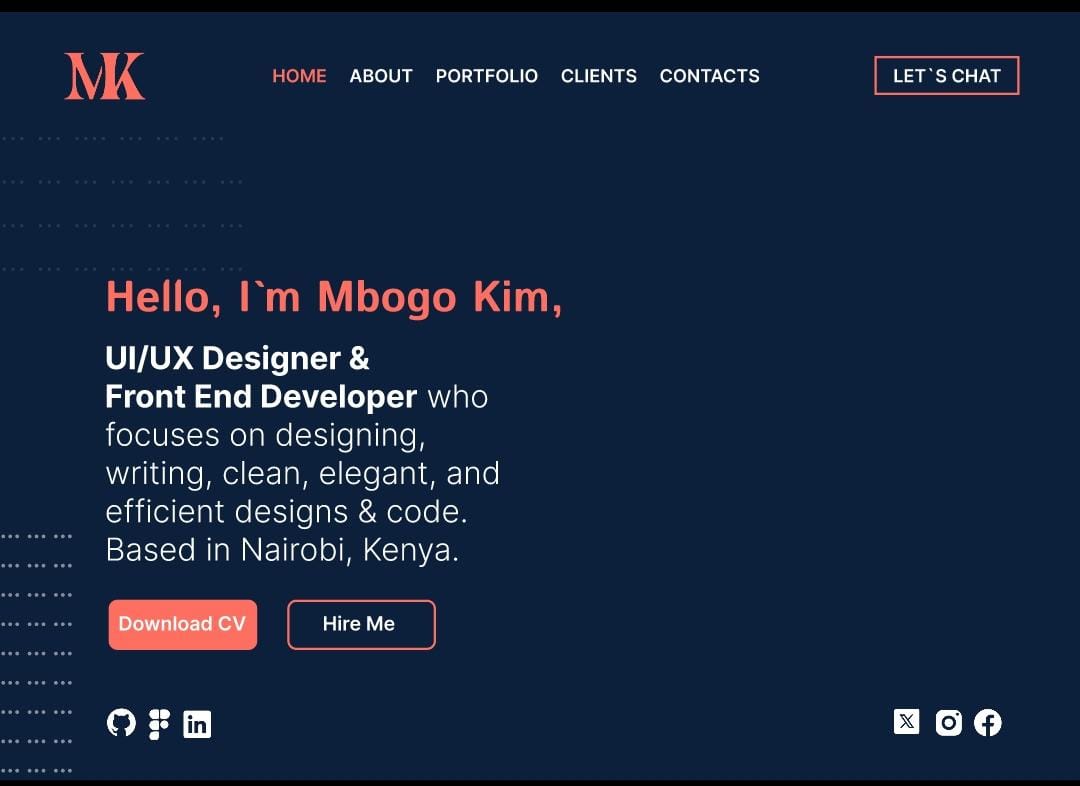 MK
HOME ABOUT PORTFOLIO CLIENTS CONTACTS
LET`S CHAT
Hello, I`m Mbogo Kim,
UI/UX Designer &
Front End Developer who
focuses on designing,
writing, clean, elegant, and
efficient designs & code.
Based in Nairobi, Kenya.
Download CV
Hire Me
in
X
f